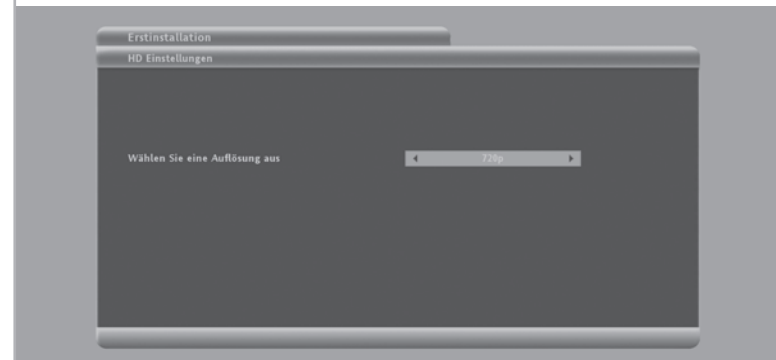 Erstinstallation
HD Einstellungen
Wählen Sie eine Auflösung aus 720p